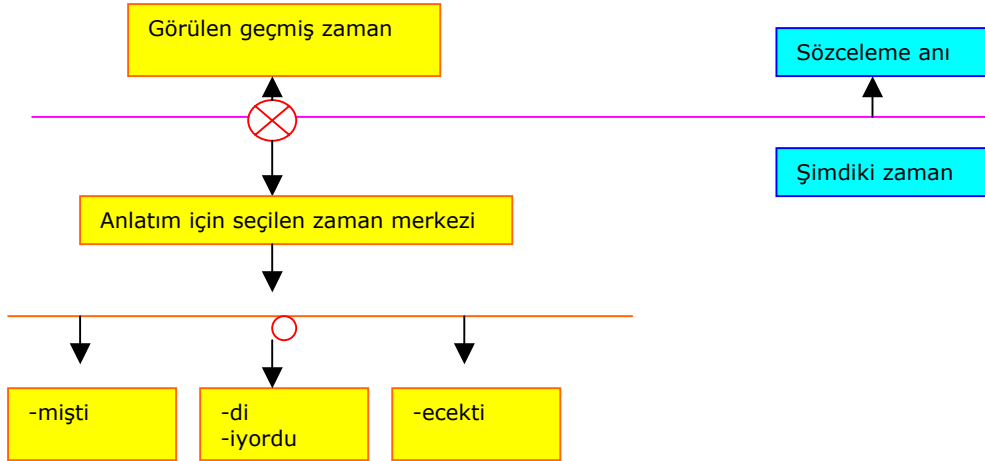 Görülen geçmiş zaman
Sözceleme anı
Şimdiki zaman
Anlatım için seçilen zaman merkezi
-mişti
-di
-iyordu
-ecekti